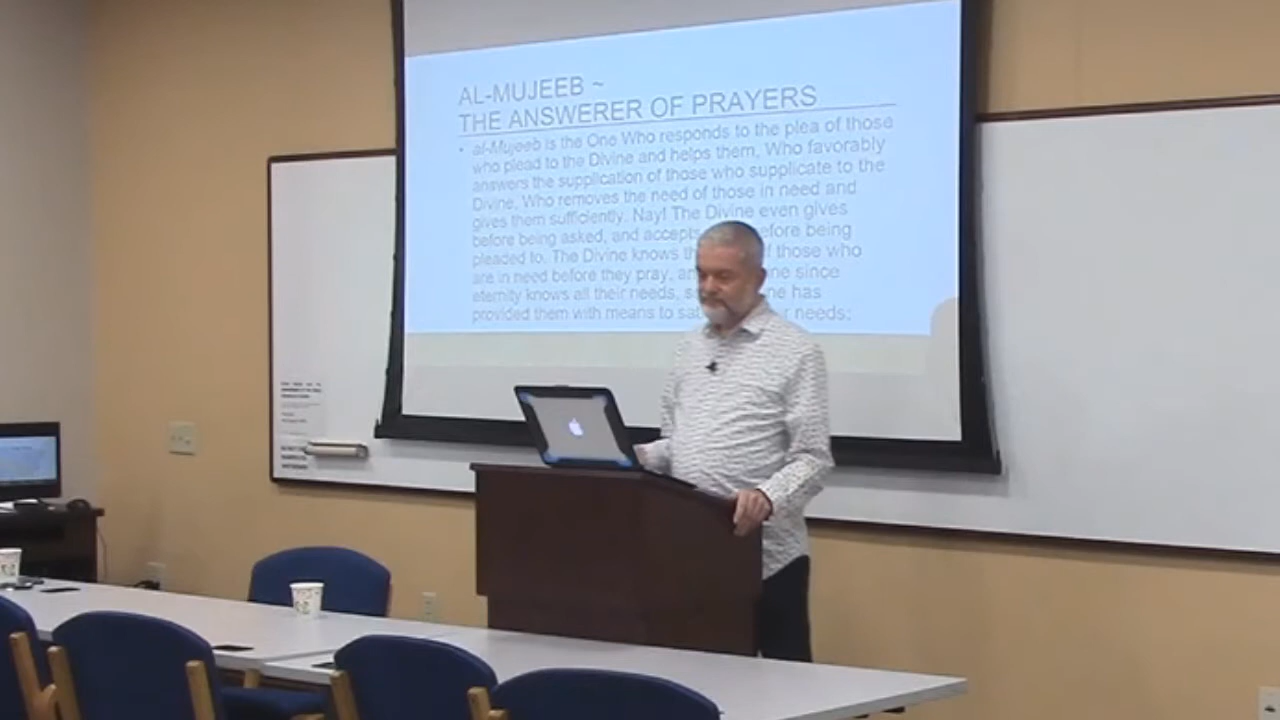 AL-MUJEEB ~
THE ANSWERER OF PRAYERS
• al-Mujeeb is the One Who responds to the plea of those
who plead to the Divine and helps them, Who favorably
answers the supplication of those who supplicate to the
Divine, Who removes the need of those in need and
gives them sufficiently. Nay! The Divine even gives
before being asked, and accepts before being
pleaded to. The Divine knows of those who
are in need before they pray, since
eternity knows all their needs, has
provided them with means to needs;